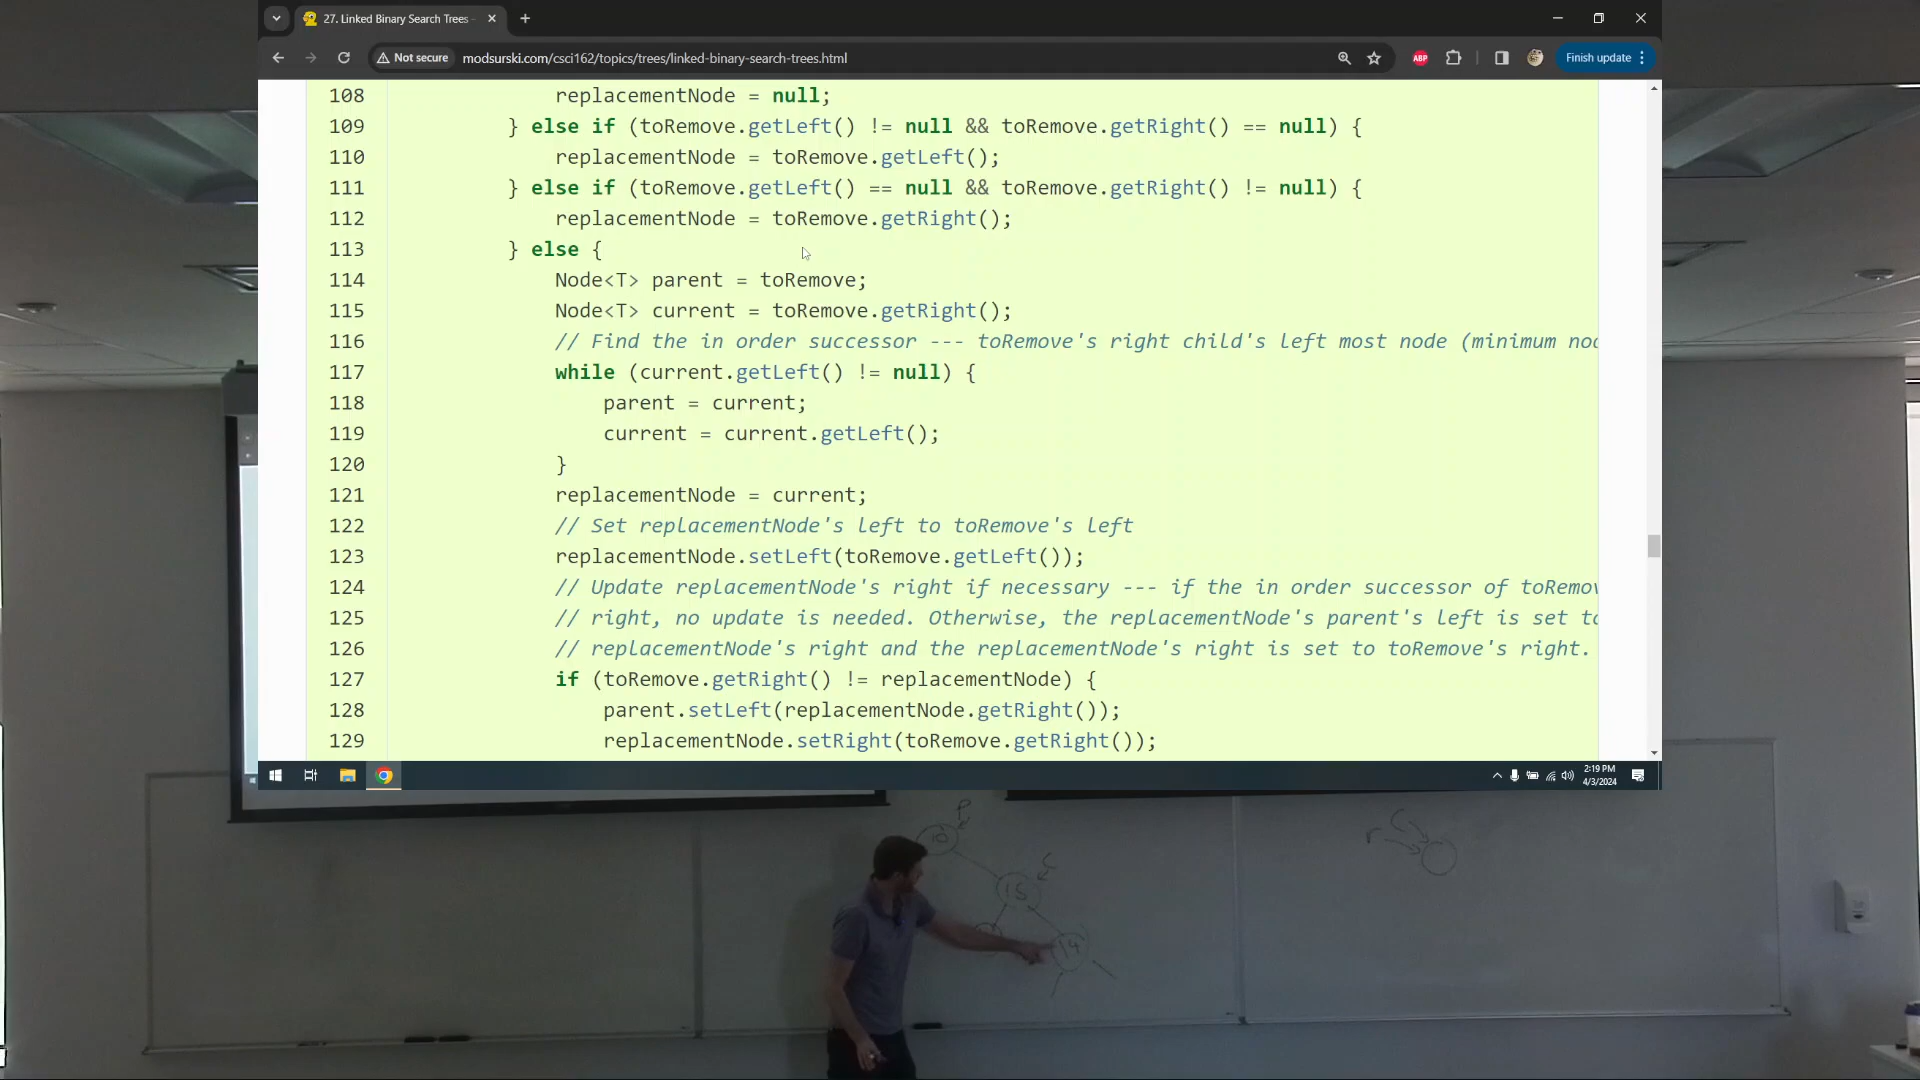 27. Linked Binary Search Trees -
Not secure modsurski.com/csci162/topics/trees/linked-binary-search-trees.html ABP Finish update
108 replacementNode = null;
109 } else if (toRemove.getLeft() != null && toRemove.getRight() == null) {
110 replacementNode = toRemove.getLeft();
111 } else if (toRemove.getLeft() == null && toRemove.getRight() != null) {
112 replacementNode = toRemove.getRight();
113 } else {
114 Node<T> parent = toRemove;
115 Node<T> current = toRemove.getRight();
116 // Find the in order successor --- toRemove's right child's left most node (minimum no
117 while (current.getLeft() != null) {
118 parent = current;
119 current = current.getLeft();
120 }
121 replacementNode = current;
122 // Set replacementNode's left to toRemove's left
123 replacementNode.setLeft(toRemove.getLeft());
124 // Update replacementNode's right if necessary --- if the in order successor of toRemov
125 // right, no update is needed. Otherwise, the replacementNode's parent's left is set to
126 // replacementNode's right and the replacementNode's right is set to toRemove's right.
127 if (toRemove.getRight() != replacementNode) {
128 parent.setLeft(replacementNode.getRight());
129 replacementNode.setRight(toRemove.getRight());
2:19 PM
4/3/2024
P
10
C
15
C
r